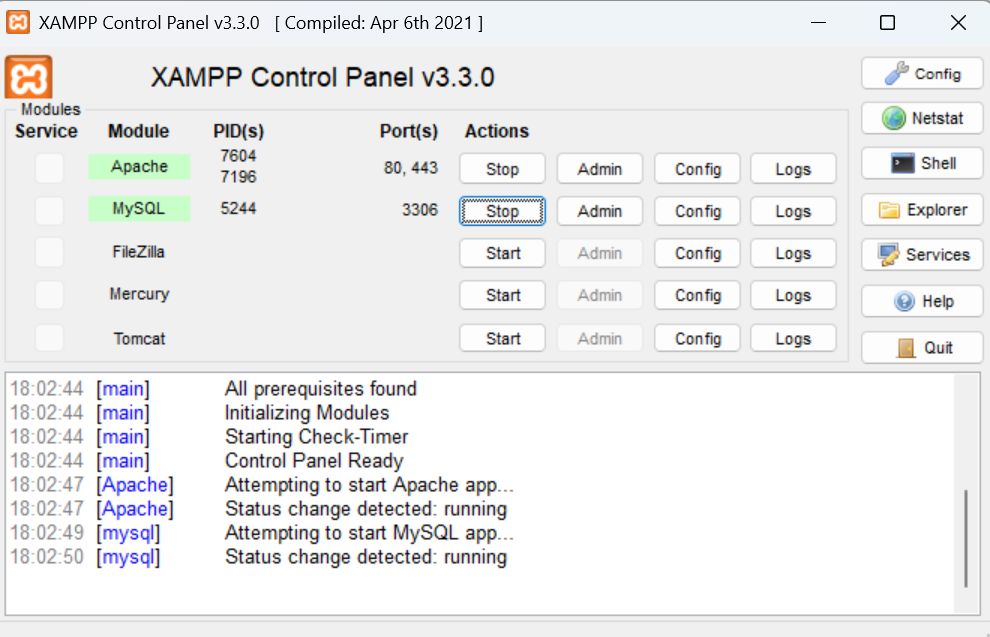 XAMPP Control Panel v3.3.0 [ Compiled: Apr 6th 2021 ]
XAMPP Control Panel v3.3.0
Config
Modules
Service Module PID(s) Port(s) Actions
Netstat
Apache 7604 7196 80, 443 Stop Admin Config Logs
Shell
MySQL 5244 3306 Stop Admin Config Logs
Explorer
FileZilla Start Admin Config Logs
Services
Mercury Start Admin Config Logs
Help
Tomcat Start Admin Config Logs
Quit
18:02:44 [main] All prerequisites found
18:02:44 [main] Initializing Modules
18:02:44 [main] Starting Check-Timer
18:02:44 [main] Control Panel Ready
18:02:47 [Apache] Attempting to start Apache app...
18:02:47 [Apache] Status change detected: running
18:02:49 [mysql] Attempting to start MySQL app...
18:02:50 [mysql] Status change detected: running